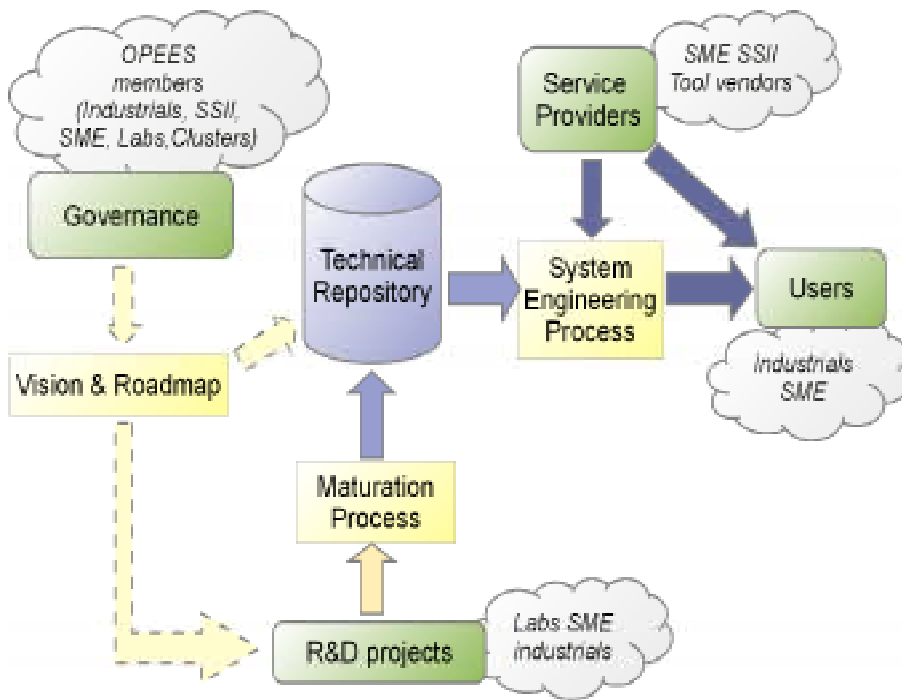 OPEES
members
(Industrials, SSII,
SME, Labs,Clusters)
Governance
SME SSII
Tool vendors
Service
Providers
Technical
Repository
System
Engineering
Process
Users
Industrials
SME
Vision & Roadmap
Maturation
Process
R&D projects
Labs SME
industrials